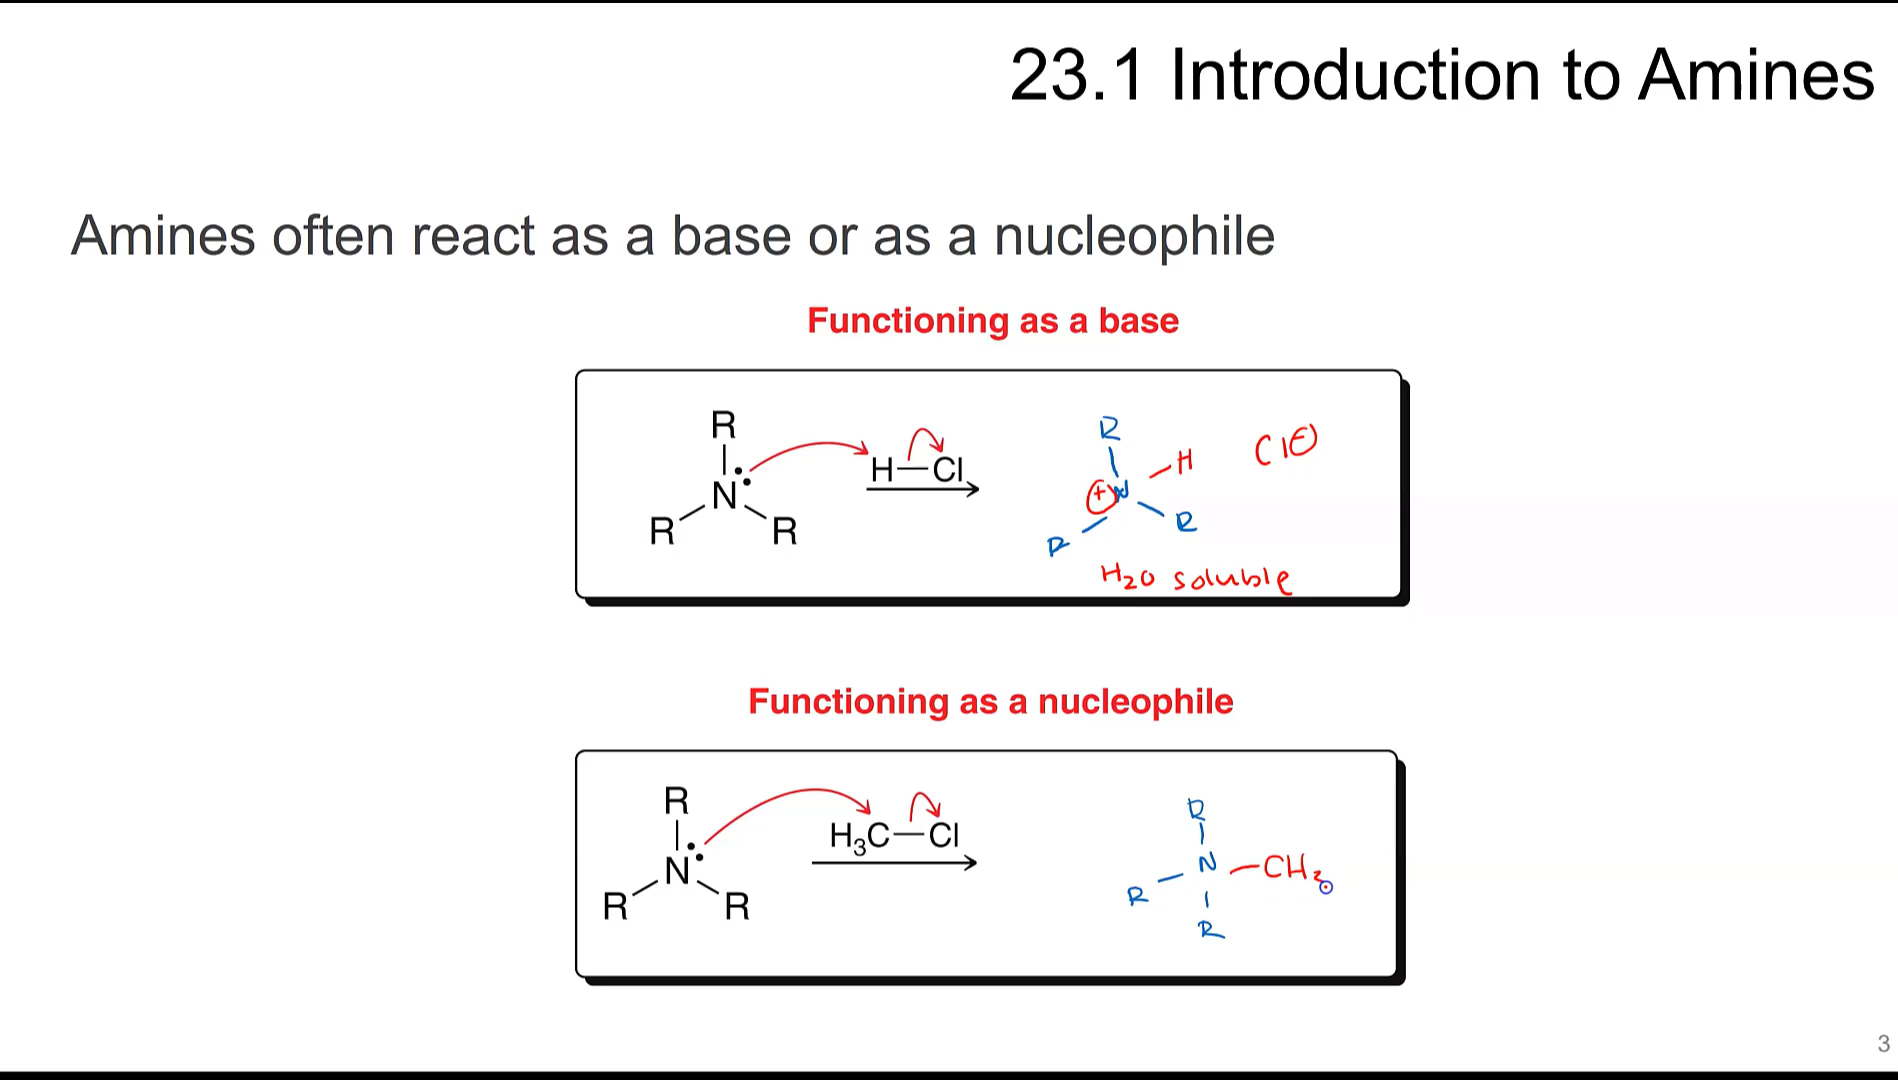 23.1 Introduction to Amines
Amines often react as a base or as a nucleophile
Functioning as a base
R
N
R
R
H—Cl
R
⊕N
H
R
R
Cl⊖
H₂O soluble
Functioning as a nucleophile
R
N
R
R
H₃C—Cl
R
N
R
R
—CH₃
3